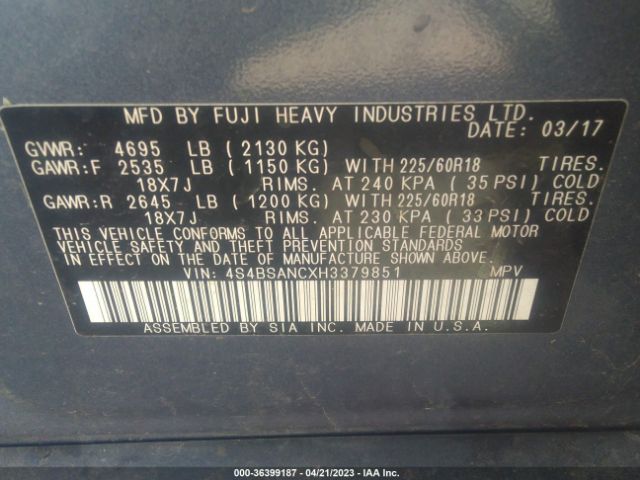 MFD BY FUJI HEAVY INDUSTRIES LTD.
DATE: 03/17
GVWR: 4695 LB ( 2130 KG)
GAWR:F 2535 LB ( 1150 KG) WITH 225/60R18 TIRES.
18X7J RIMS. AT 240 KPA ( 35 PSI) COLD
GAWR:R 2645 LB ( 1200 KG) WITH 225/60R18 TIRES.
18X7J RIMS. AT 230 KPA ( 33 PSI) COLD
THIS VEHICLE CONFORMS TO ALL APPLICABLE FEDERAL MOTOR
VEHICLE SAFETY AND THEFT PREVENTION STANDARDS
IN EFFECT ON THE DATE OF MANUFACTURE SHOWN ABOVE.
VIN: 4S4BSANCXH3379851 MPV
ASSEMBLED BY SIA INC. MADE IN U.S.A.
000-36399187 - 04/21/2023 - IAA Inc.